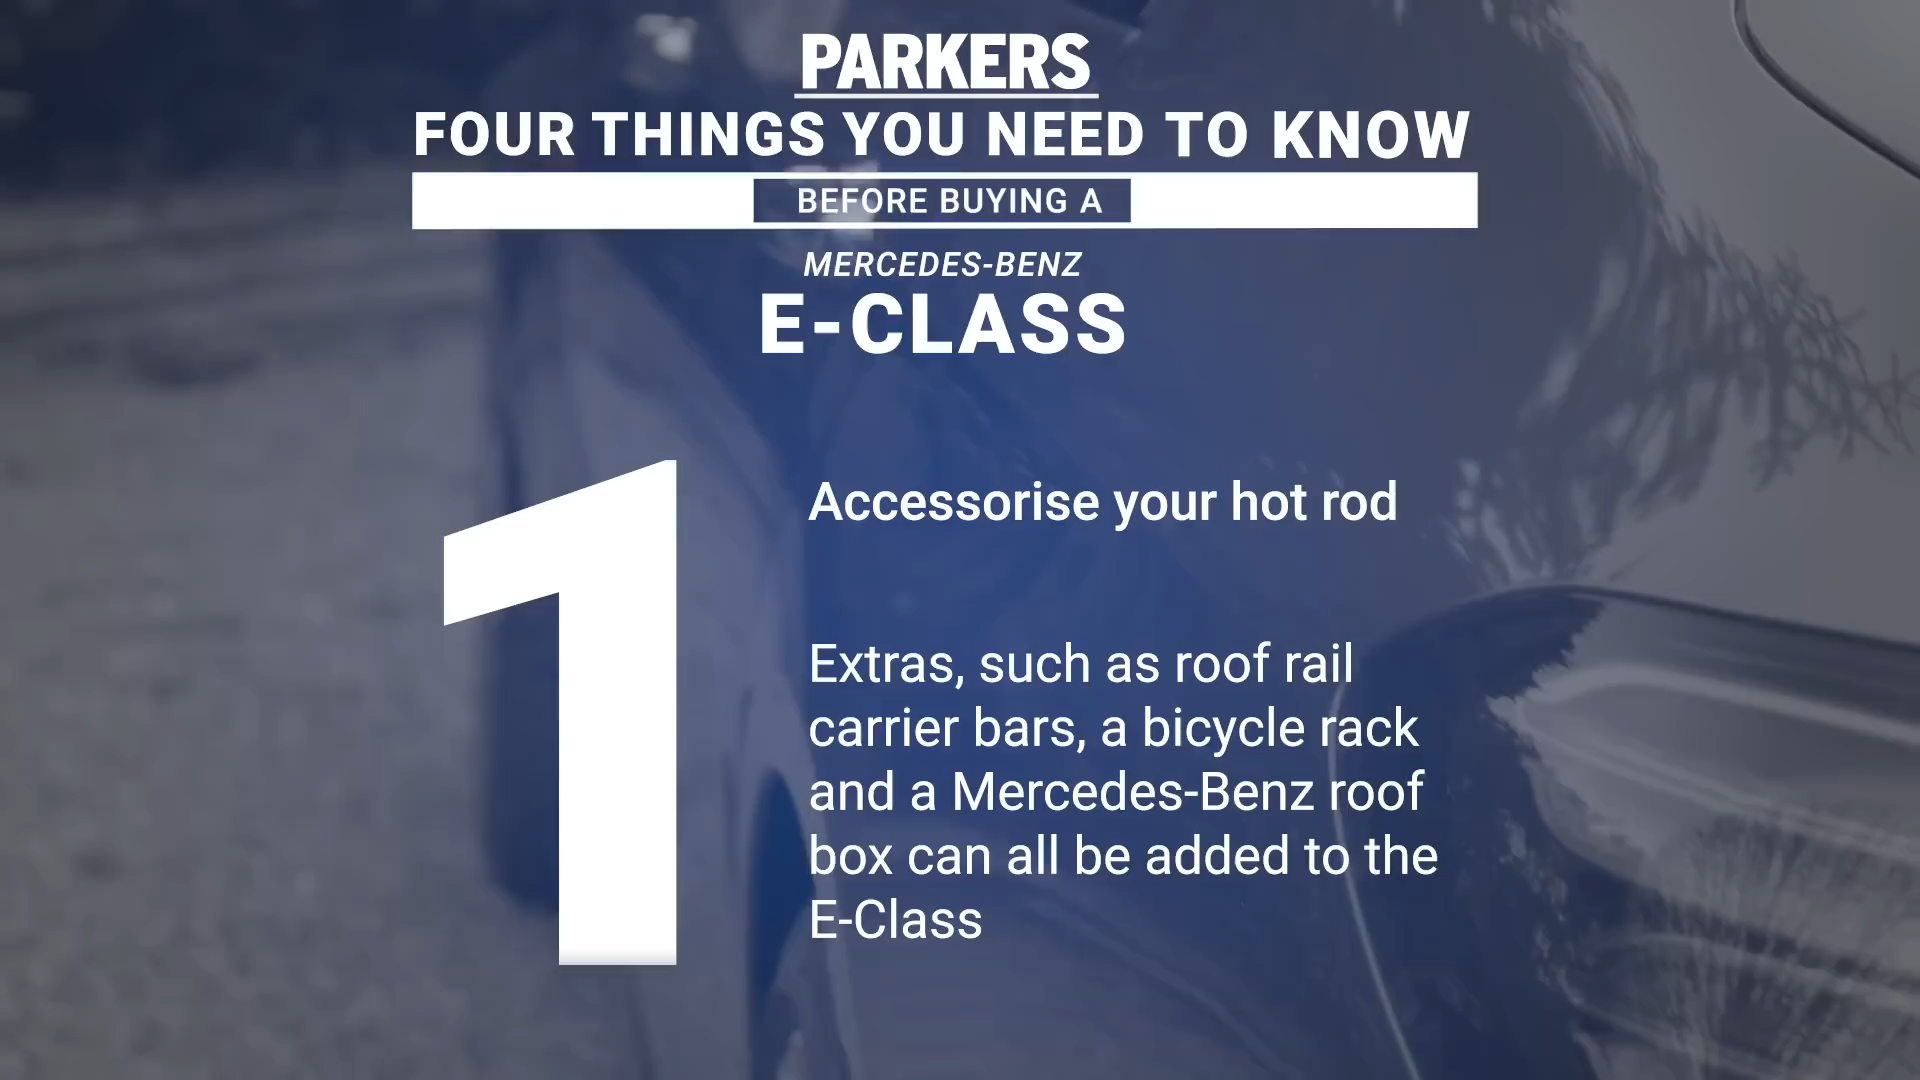 PARKERS
FOUR THINGS YOU NEED TO KNOW
BEFORE BUYING A
MERCEDES-BENZ
E-CLASS
1
Accessorise your hot rod
Extras, such as roof rail
carrier bars, a bicycle rack
and a Mercedes-Benz roof
box can all be added to the
E-Class